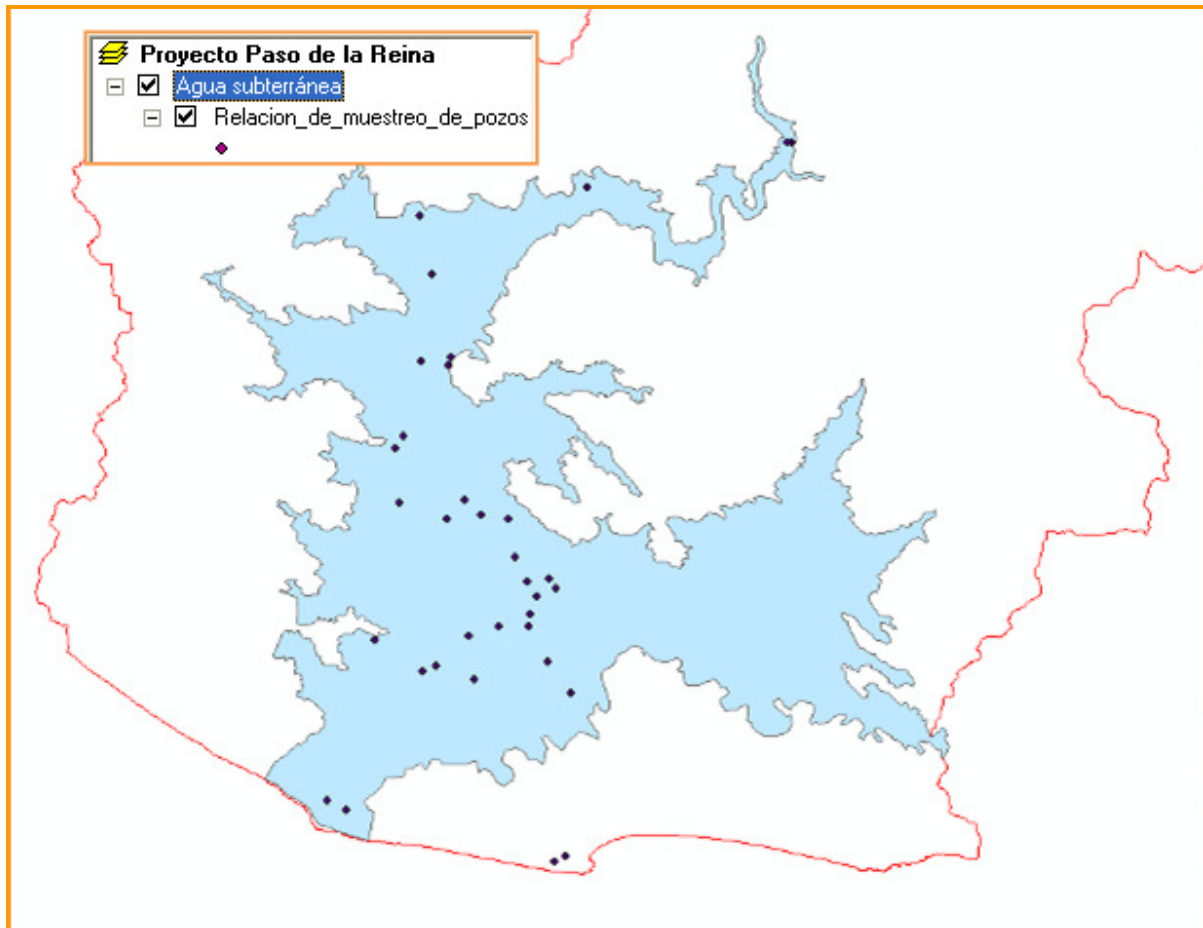 Proyecto Paso de la Reina
Agua subterránea
Relacion_de_muestreo_de_pozos